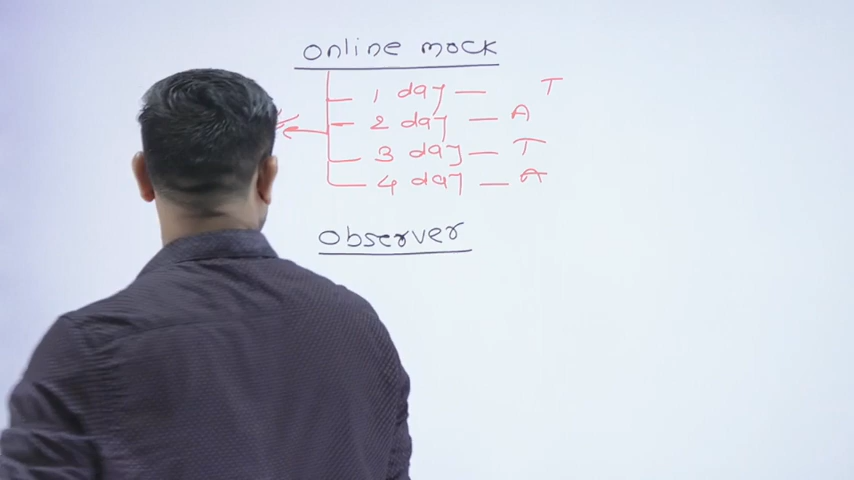 online mock
1 day — T
2 day — A
3 day — T
4 day — A
observer